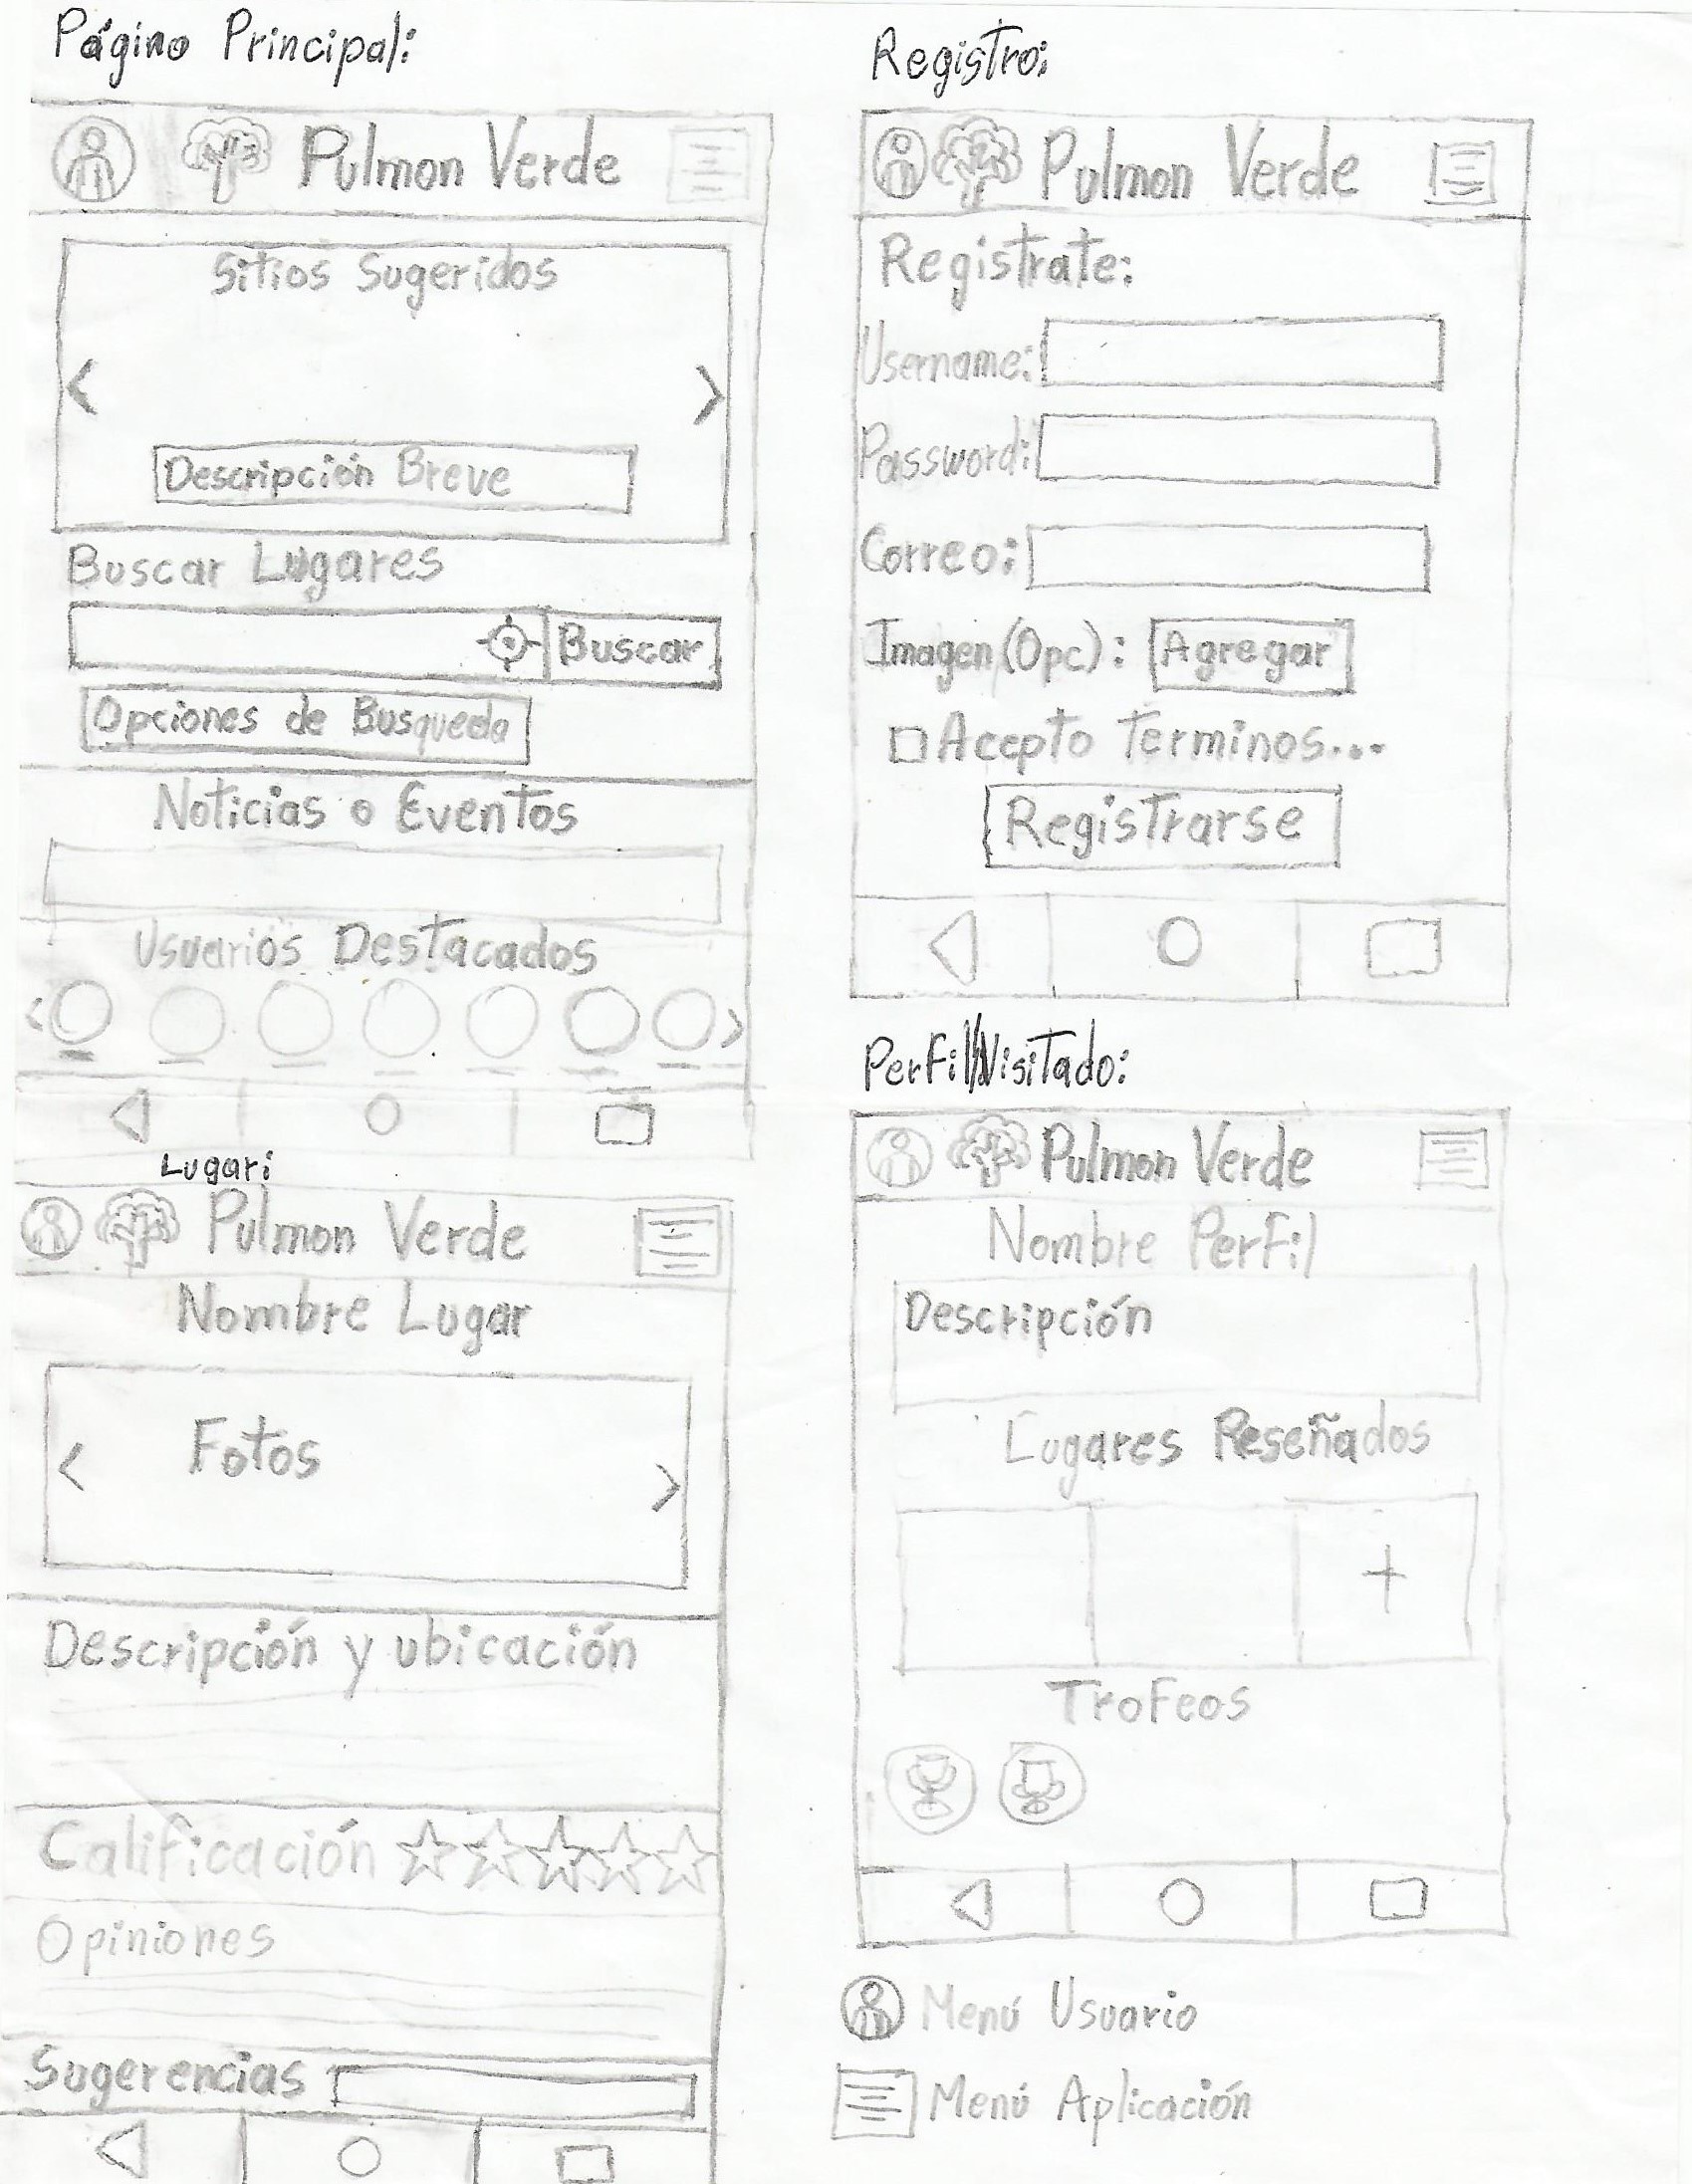 Página Principal:
Pulmon Verde
Sitios Sugeridos
Descripción Breve
Buscar Lugares
Buscar
Opciones de Busqueda
Noticias o Eventos
Usuarios Destacados
Lugar:
Pulmon Verde
Nombre Lugar
Fotos
Descripción y ubicación
Calificación
Opiniones
Sugerencias
Registro:
Pulmon Verde
Registrate:
Username:
Password:
Correo:
Imagen (Opc): Agregar
Acepto terminos...
Registrarse
Perfil Visitado:
Pulmon Verde
Nombre Perfil
Descripción
Lugares Reseñados
+
Trofeos
Menú Usuario
Menú Aplicación